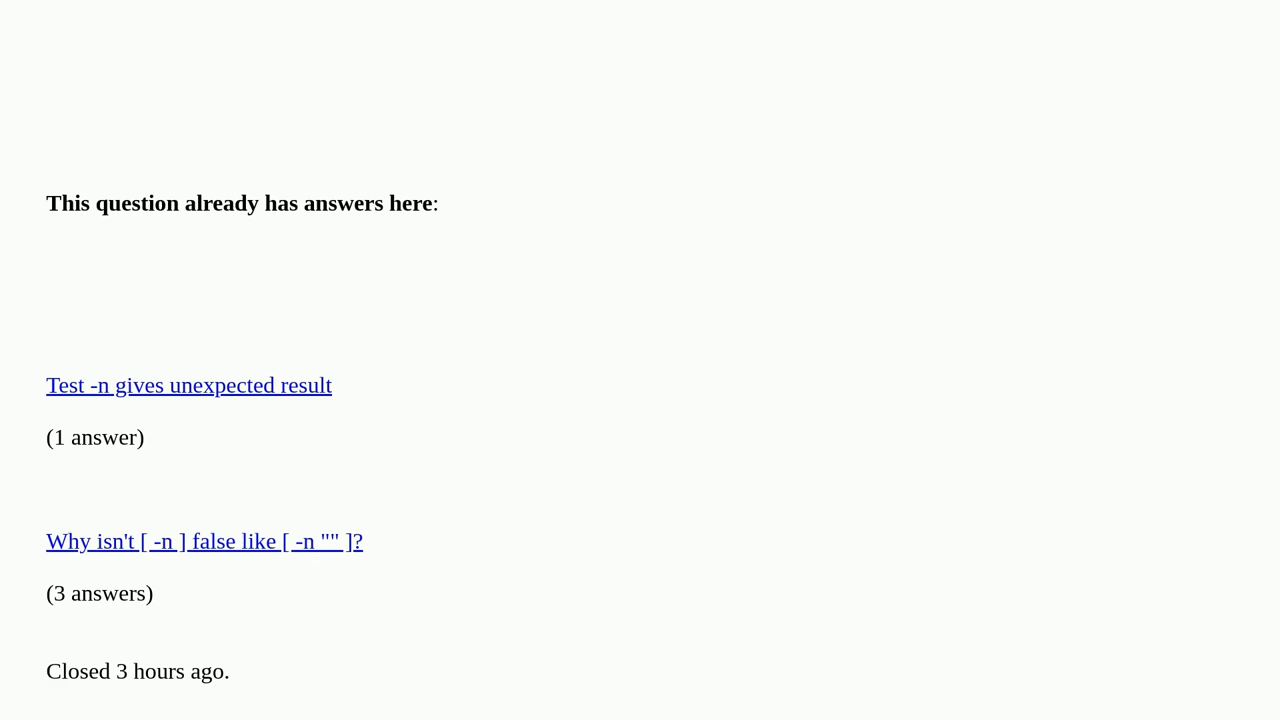 This question already has answers here:
Test -n gives unexpected result
(1 answer)
Why isn't [ -n ] false like [ -n "" ]?
(3 answers)
Closed 3 hours ago.